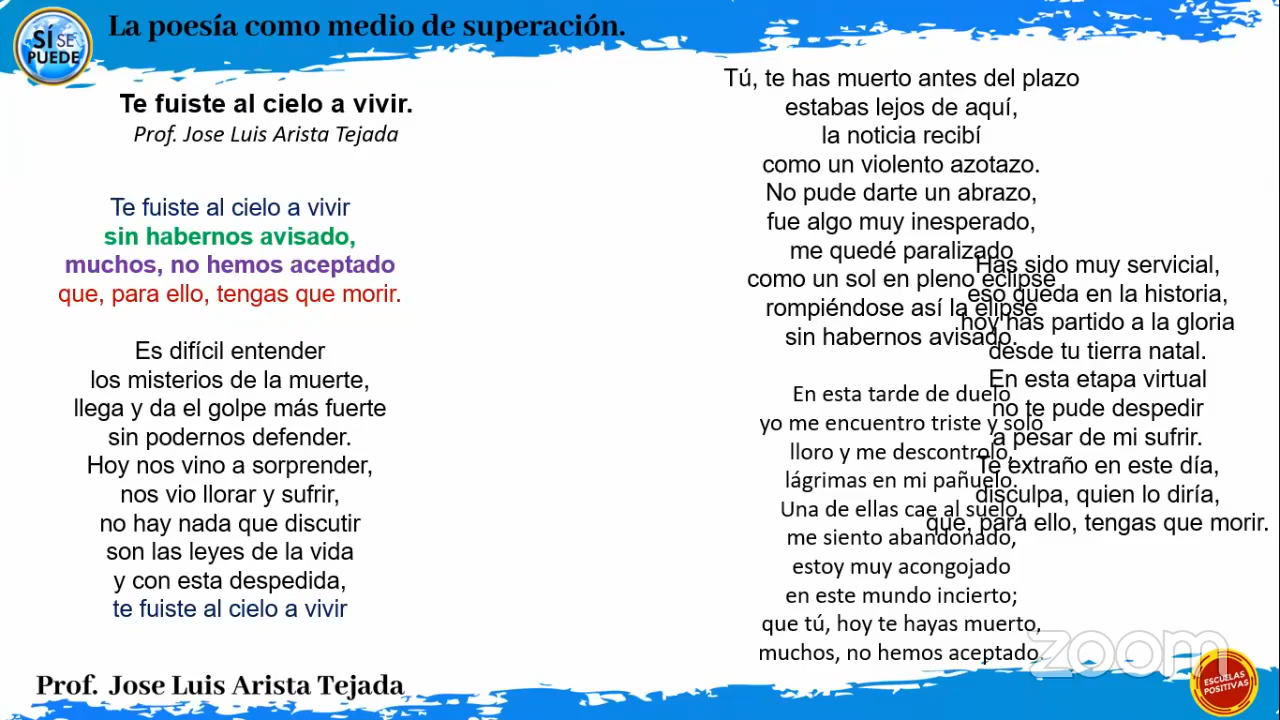 SÍ SE
PUEDE
La poesía como medio de superación.
Te fuiste al cielo a vivir.
Prof. Jose Luis Arista Tejada
Te fuiste al cielo a vivir
sin habernos avisado,
muchos, no hemos aceptado
que, para ello, tengas que morir.
Es difícil entender
los misterios de la muerte,
llega y da el golpe más fuerte
sin podernos defender.
Hoy nos vino a sorprender,
nos vio llorar y sufrir,
no hay nada que discutir
son las leyes de la vida
y con esta despedida,
te fuiste al cielo a vivir
Tú, te has muerto antes del plazo
estabas lejos de aquí,
la noticia recibí
como un violento azotazo.
No pude darte un abrazo,
fue algo muy inesperado,
me quedé paralizado
como un sol en pleno eclipse
rompiéndose así la elipse
sin habernos avisado.
En esta tarde de duelo
yo me encuentro triste y solo
lloro y me descontrolo,
lágrimas en mi pañuelo.
Una de ellas cae al suelo,
me siento abandonado,
estoy muy acongojado
en este mundo incierto;
que tú, hoy te hayas muerto,
muchos, no hemos aceptado.
Has sido muy servicial,
eso queda en la historia,
hoy has partido a la gloria
desde tu tierra natal.
En esta etapa virtual
no te pude despedir
a pesar de mi sufrir.
Te extraño en este día,
disculpa, quien lo diría,
que, para ello, tengas que morir.
Prof. Jose Luis Arista Tejada
zoom
ESCUELAS
POSITIVAS